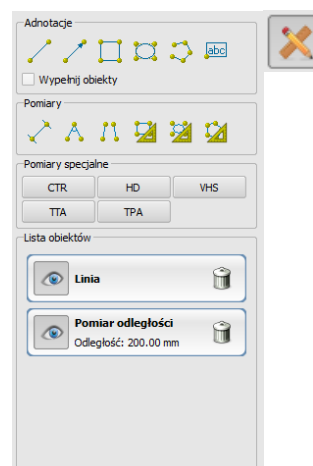 Adnotacje
abc
Wypełnij obiekty
Pomiary
Pomiary specjalne
CTR HD VHS
TTA TPA
Lista obiektów
Linia
Pomiar odległości
Odległość: 200.00 mm